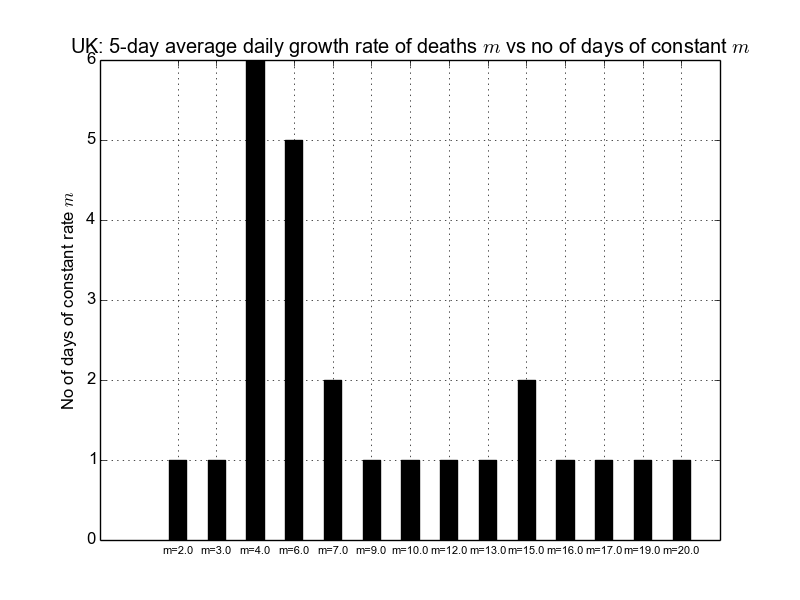 UK: 5-day average daily growth rate of deaths m vs no of days of constant m
6
5
4
3
2
1
0
No of days of constant rate m
m=2.0 m=3.0 m=4.0 m=6.0 m=7.0 m=9.0 m=10.0 m=12.0 m=13.0 m=15.0 m=16.0 m=17.0 m=19.0 m=20.0